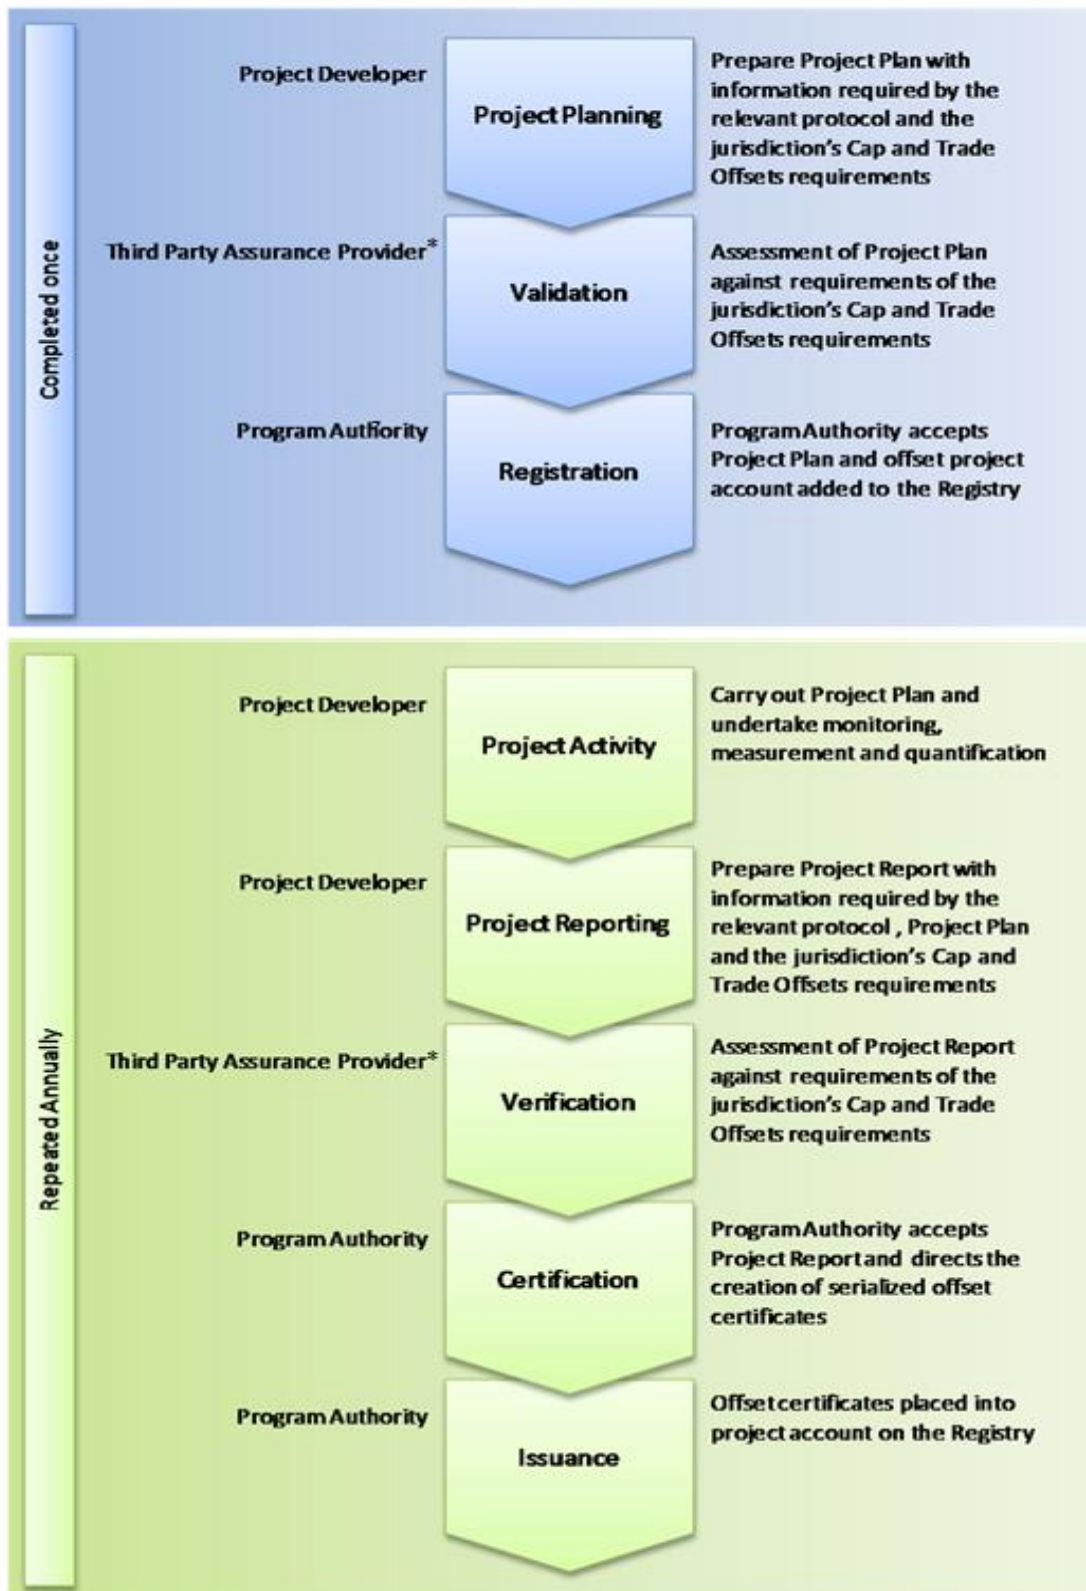 Completed once
Project Developer
Project Planning
Prepare Project Plan with
information required by the
relevant protocol and the
jurisdiction's Cap and Trade
Offsets requirements
Third Party Assurance Provider*
Validation
Assessment of Project Plan
against requirements of the
jurisdiction's Cap and Trade
Offsets requirements
Program Authority
Registration
Program Authority accepts
Project Plan and offset project
account added to the Registry
Repeated Annually
Project Developer
Project Activity
Carry out Project Plan and
undertake monitoring,
measurement and quantification
Project Developer
Project Reporting
Prepare Project Report with
information required by the
relevant protocol , Project Plan
and the jurisdiction's Cap and
Trade Offsets requirements
Third Party Assurance Provider*
Verification
Assessment of Project Report
against requirements of the
jurisdiction's Cap and Trade
Offsets requirements
Program Authority
Certification
Program Authority accepts
Project Report and directs the
creation of serialized offset
certificates
Program Authority
Issuance
Offset certificates placed into
project account on the Registry